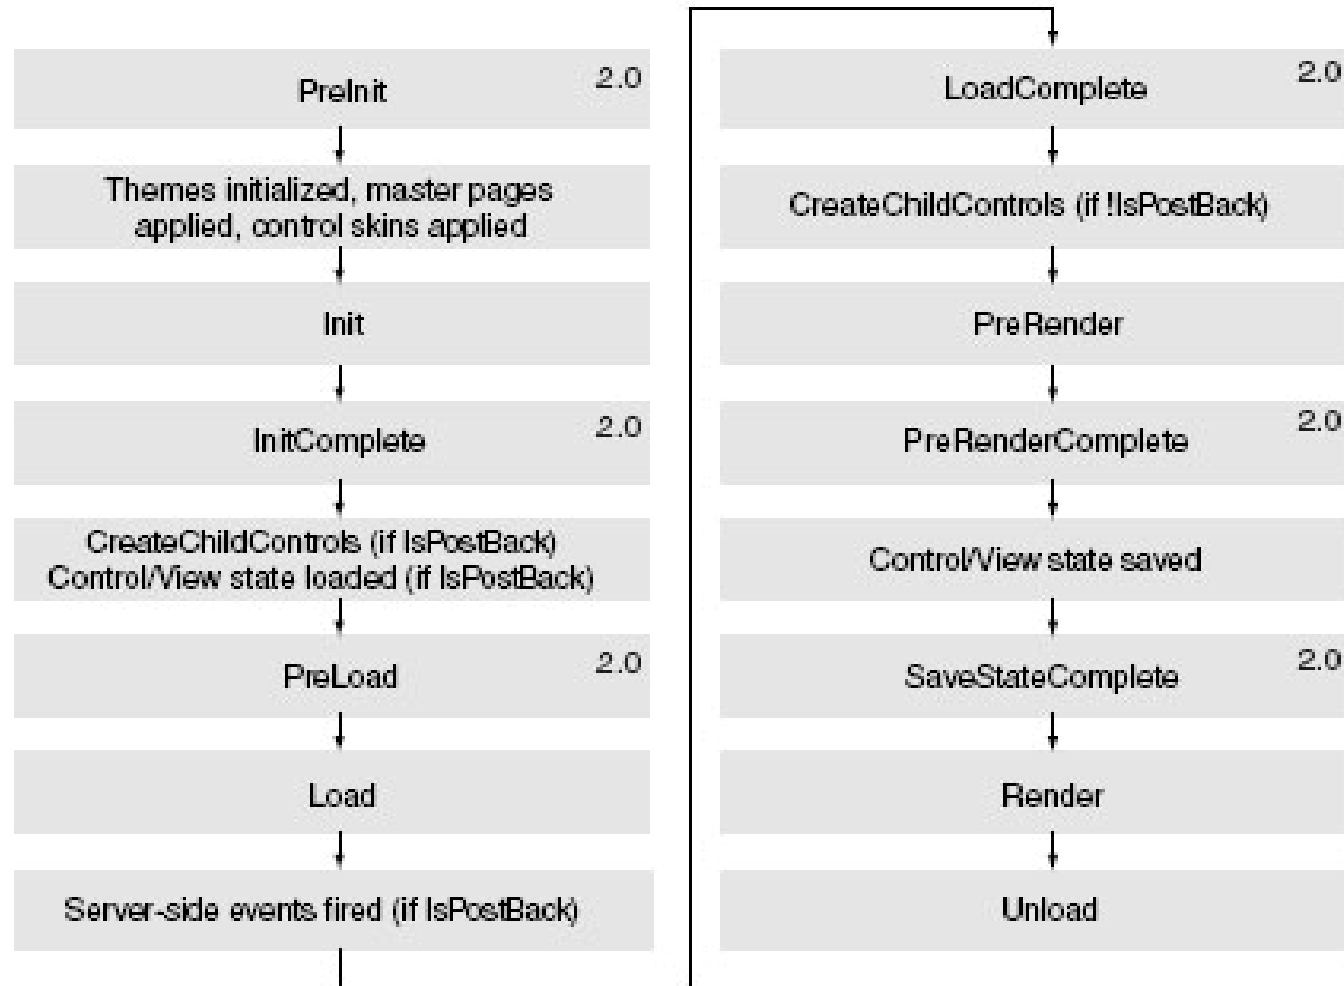 PreInit
2.0
Themes initialized, master pages
applied, control skins applied
Init
InitComplete
2.0
CreateChildControls (if IsPostBack)
Control/View state loaded (if IsPostBack)
PreLoad
2.0
Load
Server-side events fired (if IsPostBack)
LoadComplete
2.0
CreateChildControls (if !IsPostBack)
PreRender
PreRenderComplete
2.0
Control/View state saved
SaveStateComplete
2.0
Render
Unload